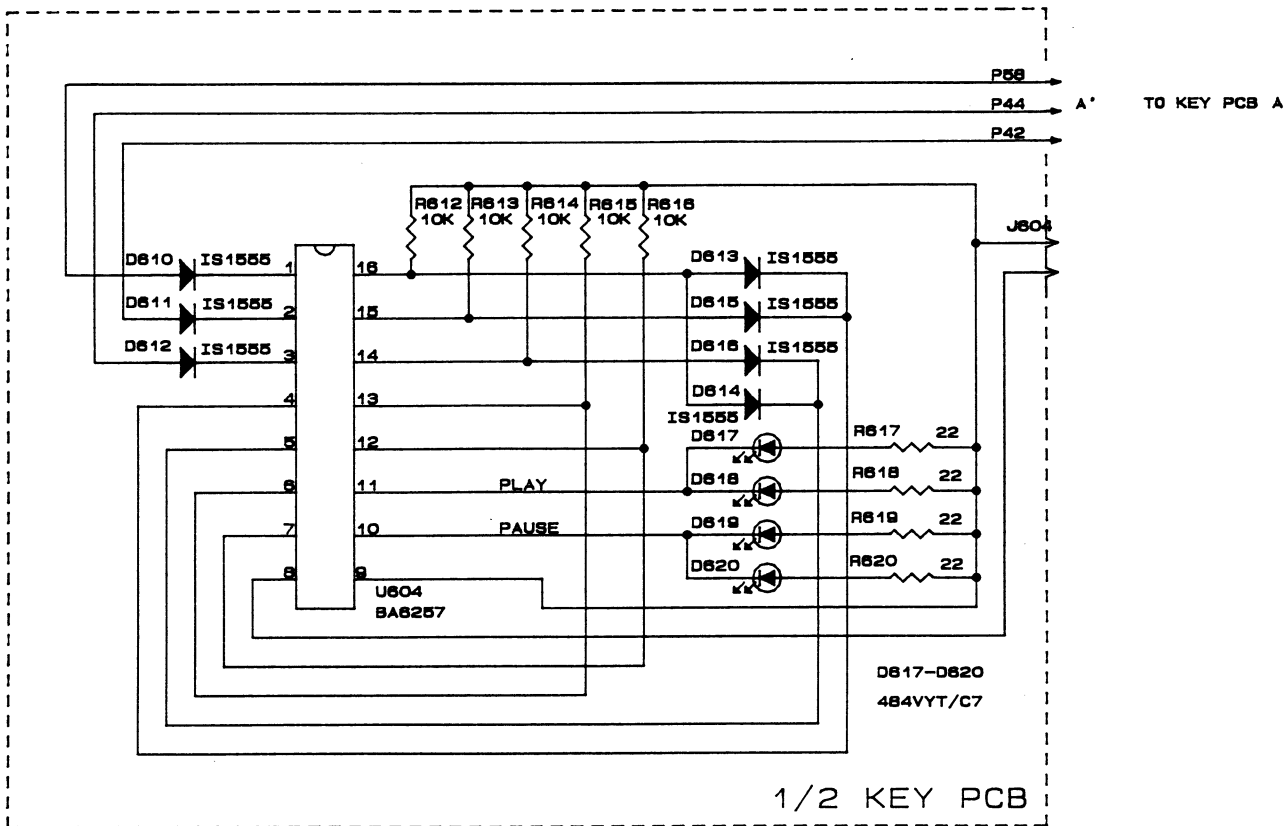 P58
P44 A' TO KEY PCB A
P42
R612 R613 R614 R615 R616
10K 10K 10K 10K 10K
J604
D610 IS1555 1 16 D613 IS1555
D611 IS1555 2 15 D615 IS1555
D612 IS1555 3 14 D616 IS1555
4 13 D614
IS1555
5 12 D617 R617 22
6 11 PLAY D618 R618 22
7 10 PAUSE D619 R619 22
8 9 D620 R620 22
U604
BA6257
D617-D620
484VYT/C7
1/2 KEY PCB